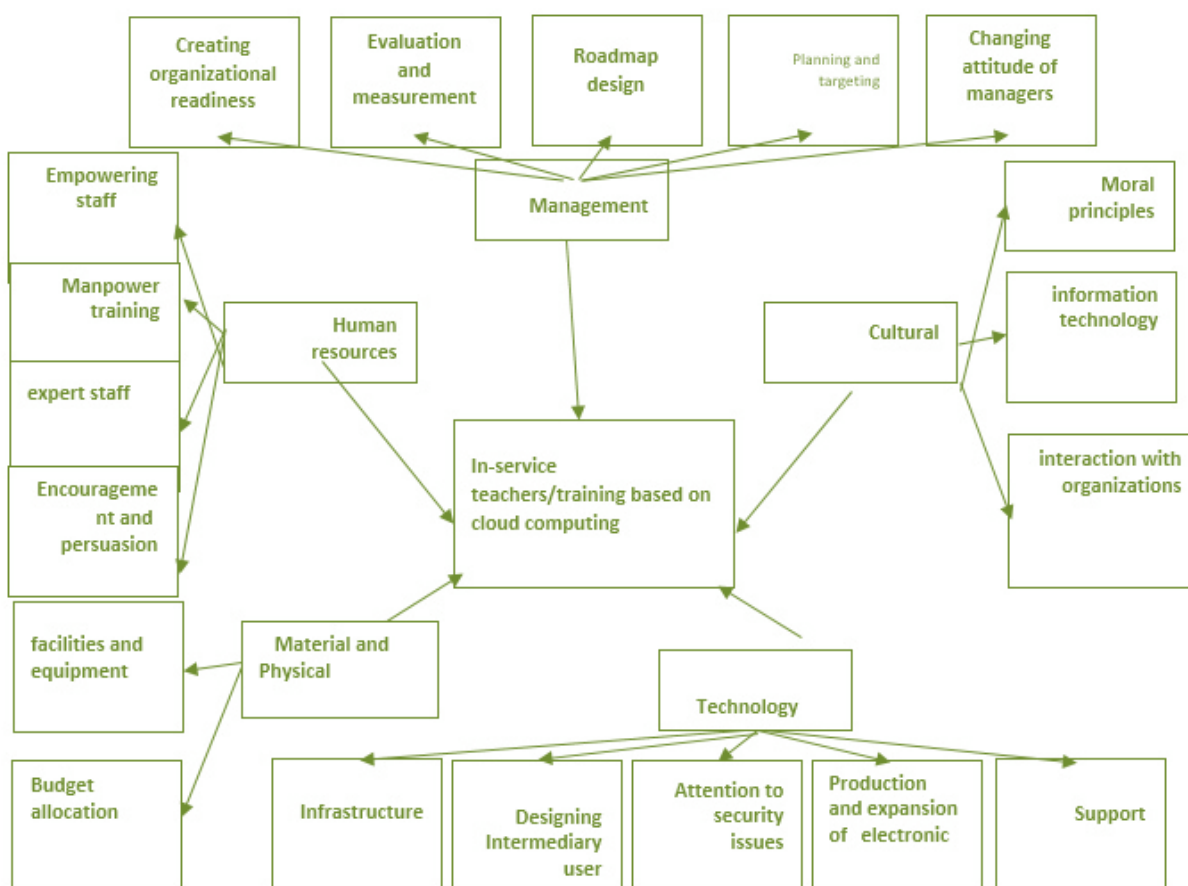 Creating
organizational
readiness
Evaluation
and
measurement
Roadmap
design
Planning and
targeting
Changing
attitude of
managers
Empowering
staff
Management
Moral
principles
Manpower
training
Human
resources
Cultural
information
technology
expert staff
In-service
teachers/training based on
cloud computing
interaction with
organizations
Encourageme
nt and
persuasion
facilities and
equipment
Material and
Physical
Technology
Budget
allocation
Infrastructure
Designing
Intermediary
user
Attention to
security
issues
Production
and expansion
of electronic
Support